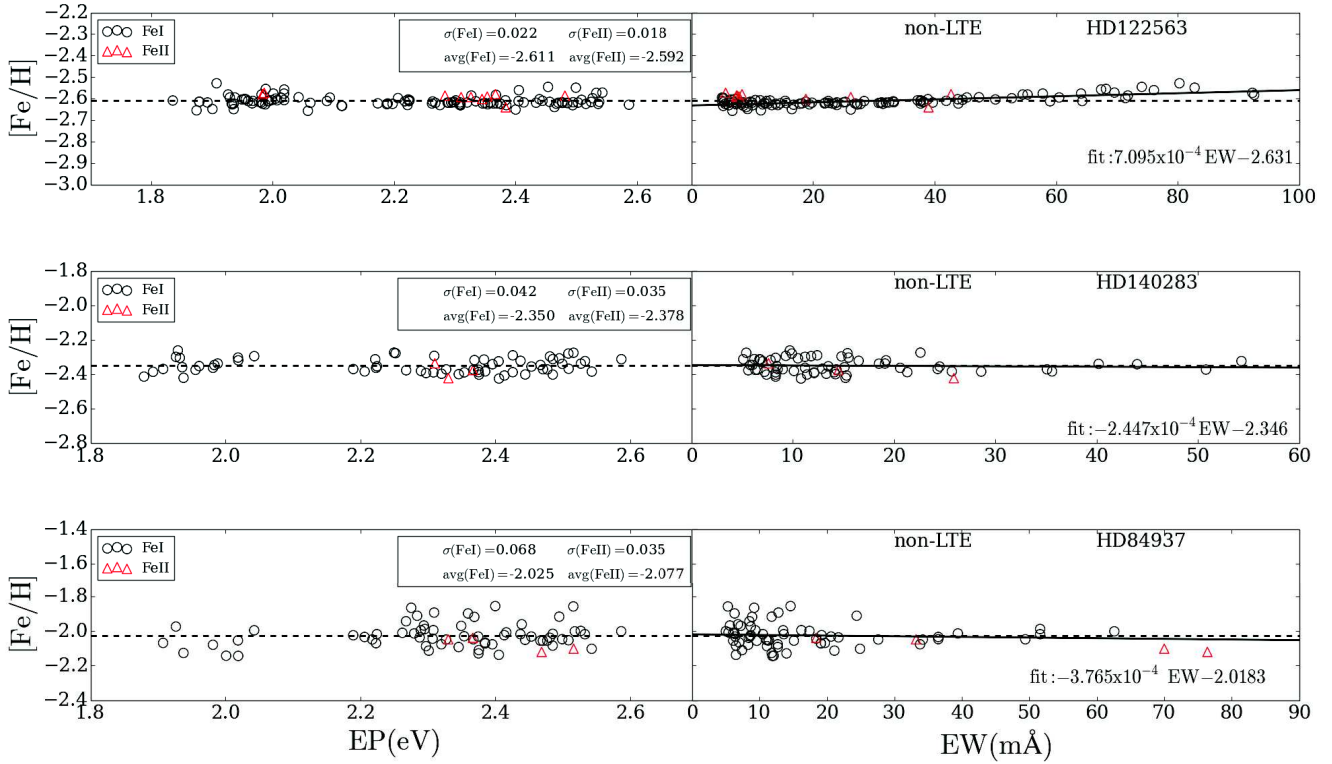 [Fe/H]
−2.2
−2.3
−2.4
−2.5
−2.6
−2.7
−2.8
−2.9
−3.0
FeI
FeII
σ(FeI)=0.022 σ(FeII)=0.018
avg(FeI)=-2.611 avg(FeII)=-2.592
1.8 2.0 2.2 2.4 2.6
non-LTE HD122563
fit:7.095x10⁻⁴ EW−2.631
0 20 40 60 80 100
[Fe/H]
−1.8
−2.0
−2.2
−2.4
−2.6
−2.8
FeI
FeII
σ(FeI)=0.042 σ(FeII)=0.035
avg(FeI)=-2.350 avg(FeII)=-2.378
1.8 2.0 2.2 2.4 2.6
non-LTE HD140283
fit:−2.447x10⁻⁴ EW−2.346
0 10 20 30 40 50 60
[Fe/H]
−1.4
−1.6
−1.8
−2.0
−2.2
−2.4
FeI
FeII
σ(FeI)=0.068 σ(FeII)=0.035
avg(FeI)=-2.025 avg(FeII)=-2.077
1.8 2.0 2.2 2.4 2.6
EP(eV)
non-LTE HD84937
fit:−3.765x10⁻⁴ EW−2.0183
0 10 20 30 40 50 60 70 80 90
EW(mÅ)